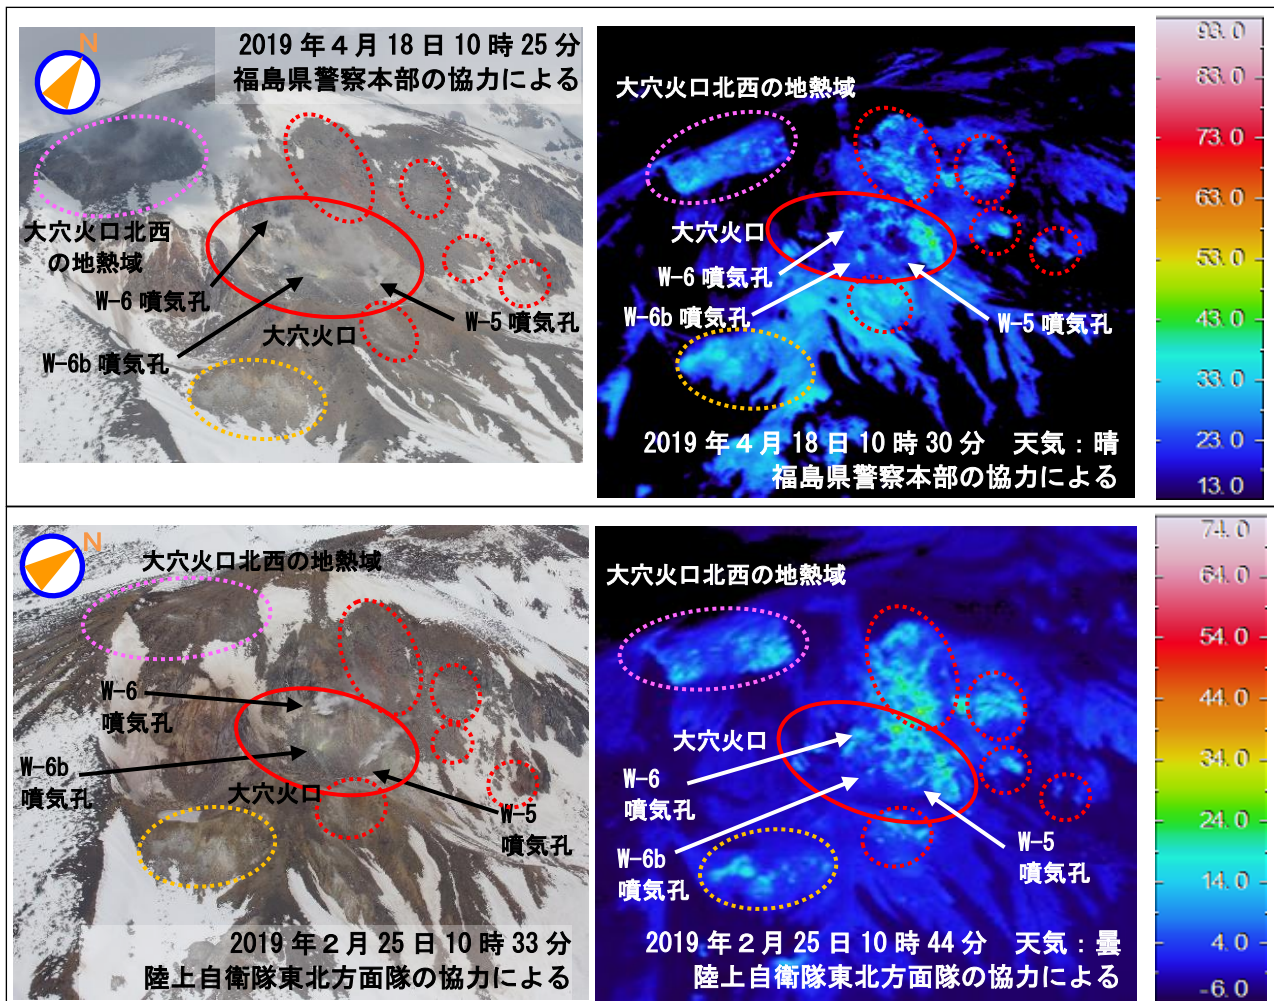 N
2019年4月18日10時25分
福島県警察本部の協力による
大穴火口北西
の地熱域
W-6 噴気孔
W-6b 噴気孔
大穴火口
W-5 噴気孔
大穴火口北西の地熱域
大穴火口
W-6 噴気孔
W-6b 噴気孔
W-5 噴気孔
2019年4月18日10時30分 天気：晴
福島県警察本部の協力による
93.0
83.0
73.0
63.0
53.0
43.0
33.0
23.0
13.0
N
大穴火口北西の地熱域
W-6
噴気孔
W-6b
噴気孔
大穴火口
W-5
噴気孔
2019年2月25日10時33分
陸上自衛隊東北方面隊の協力による
大穴火口北西の地熱域
大穴火口
W-6
噴気孔
W-6b
噴気孔
W-5
噴気孔
2019年2月25日10時44分 天気：曇
陸上自衛隊東北方面隊の協力による
74.0
64.0
54.0
44.0
34.0
24.0
14.0
4.0
-6.0